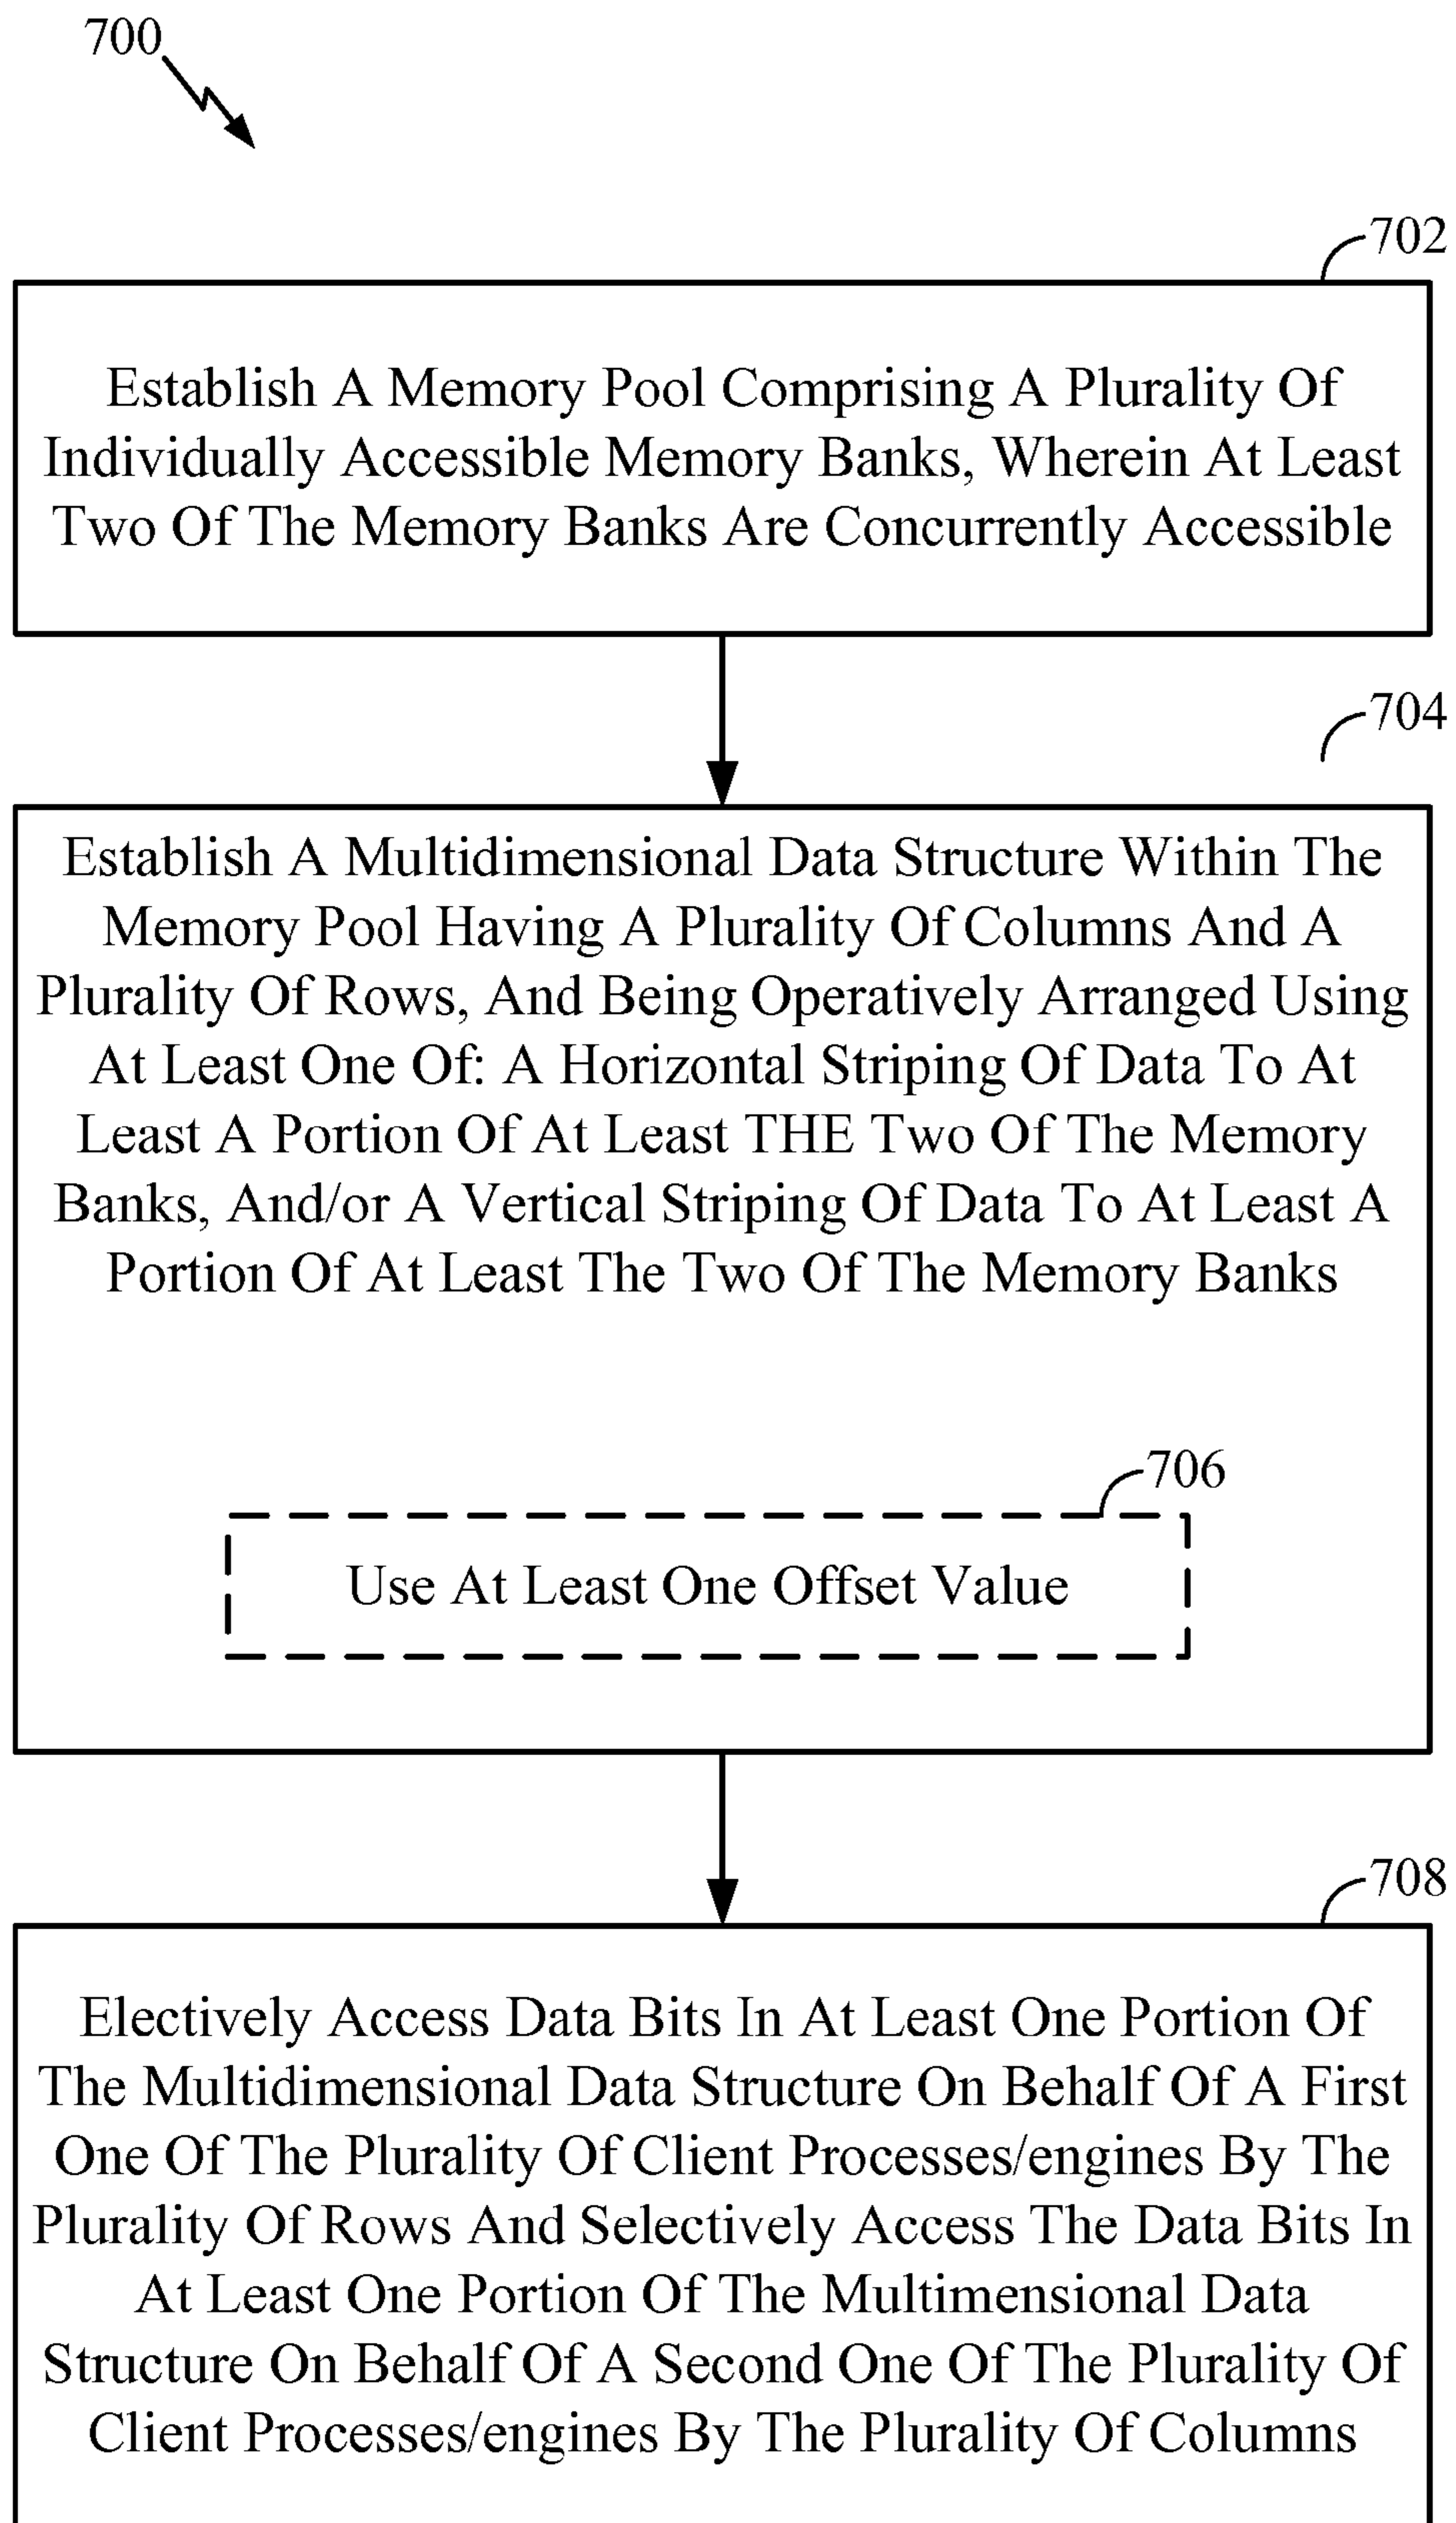 700
702
Establish A Memory Pool Comprising A Plurality Of
Individually Accessible Memory Banks, Wherein At Least
Two Of The Memory Banks Are Concurrently Accessible
704
Establish A Multidimensional Data Structure Within The
Memory Pool Having A Plurality Of Columns And A
Plurality Of Rows, And Being Operatively Arranged Using
At Least One Of: A Horizontal Striping Of Data To At
Least A Portion Of At Least THE Two Of The Memory
Banks, And/or A Vertical Striping Of Data To At Least A
Portion Of At Least The Two Of The Memory Banks
706
Use At Least One Offset Value
708
Electively Access Data Bits In At Least One Portion Of
The Multidimensional Data Structure On Behalf Of A First
One Of The Plurality Of Client Processes/engines By The
Plurality Of Rows And Selectively Access The Data Bits In
At Least One Portion Of The Multimensional Data
Structure On Behalf Of A Second One Of The Plurality Of
Client Processes/engines By The Plurality Of Columns